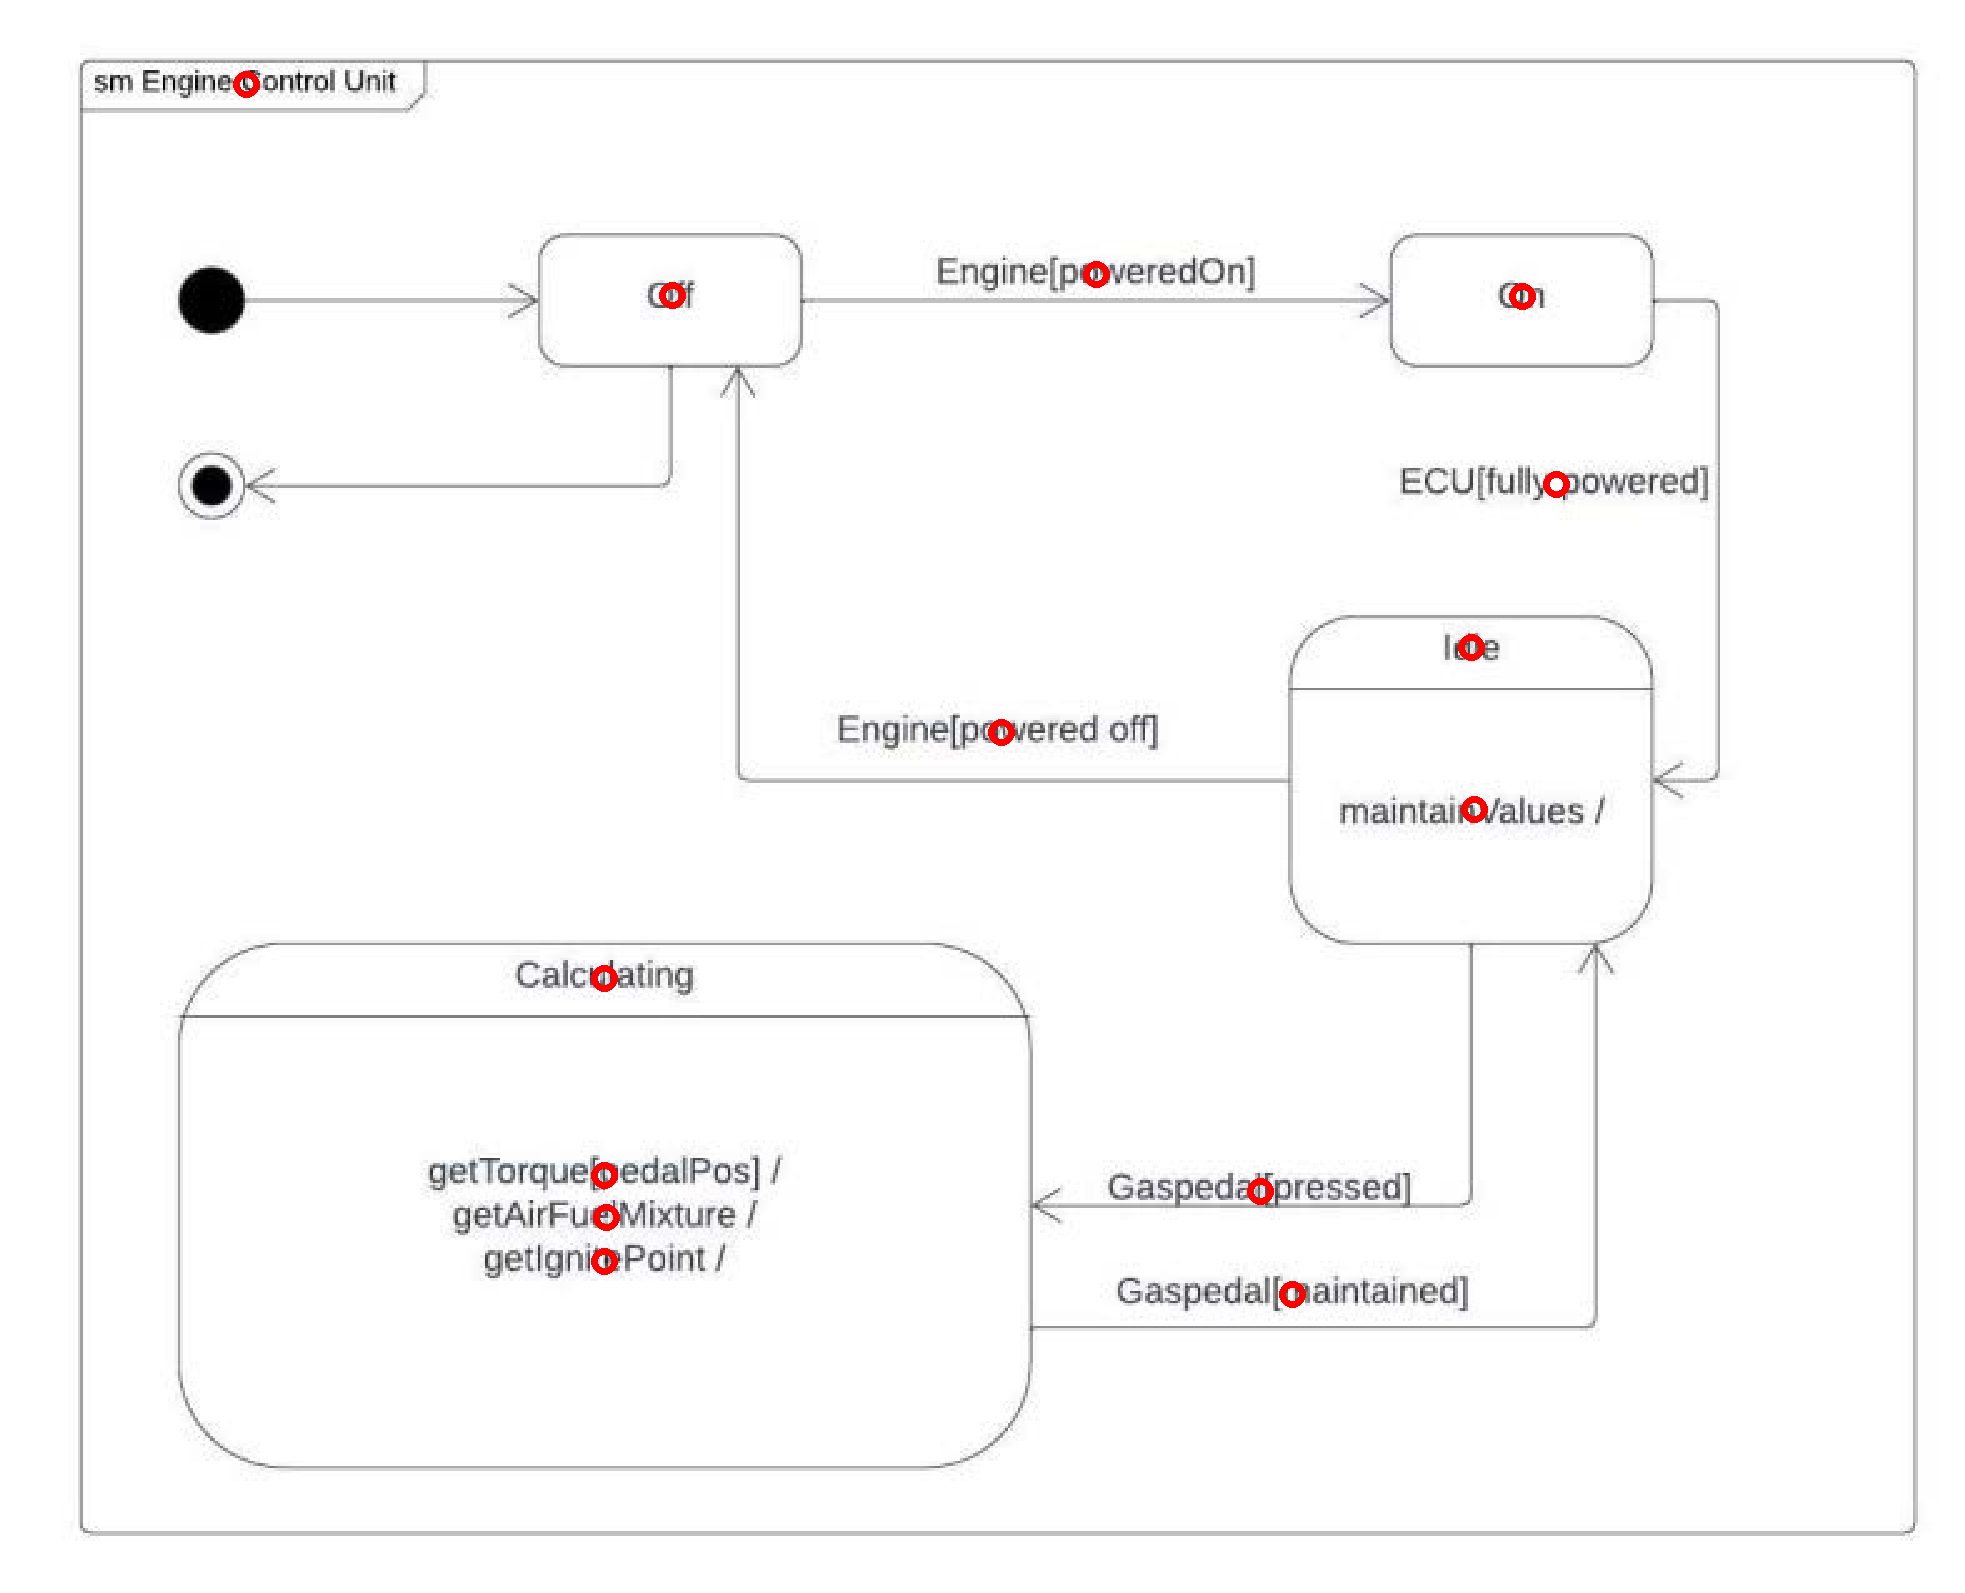 sm Engine Control Unit
Off
Engine[poweredOn]
On
ECU[fully powered]
Idle
Engine[powered off]
maintainValues /
Calculating
getTorque[pedalPos] /
getAirFuelMixture /
getIgnitePoint /
Gaspedal[pressed]
Gaspedal[maintained]